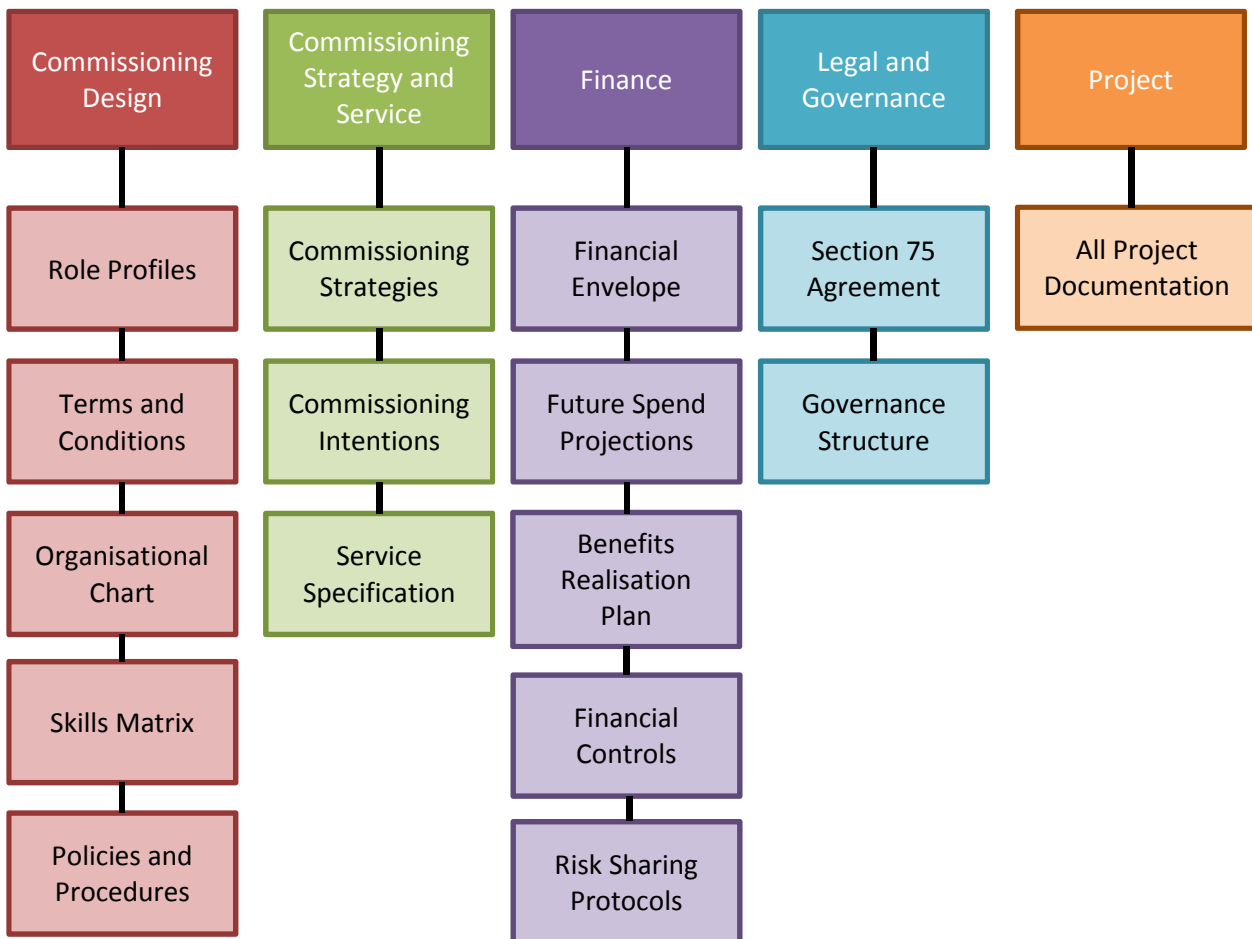 Commissioning
Design
Commissioning
Strategy and
Service
Finance
Legal and
Governance
Project
Role Profiles
Commissioning
Strategies
Financial
Envelope
Section 75
Agreement
All Project
Documentation
Terms and
Conditions
Commissioning
Intentions
Future Spend
Projections
Governance
Structure
Organisational
Chart
Service
Specification
Benefits
Realisation
Plan
Skills Matrix
Financial
Controls
Policies and
Procedures
Risk Sharing
Protocols